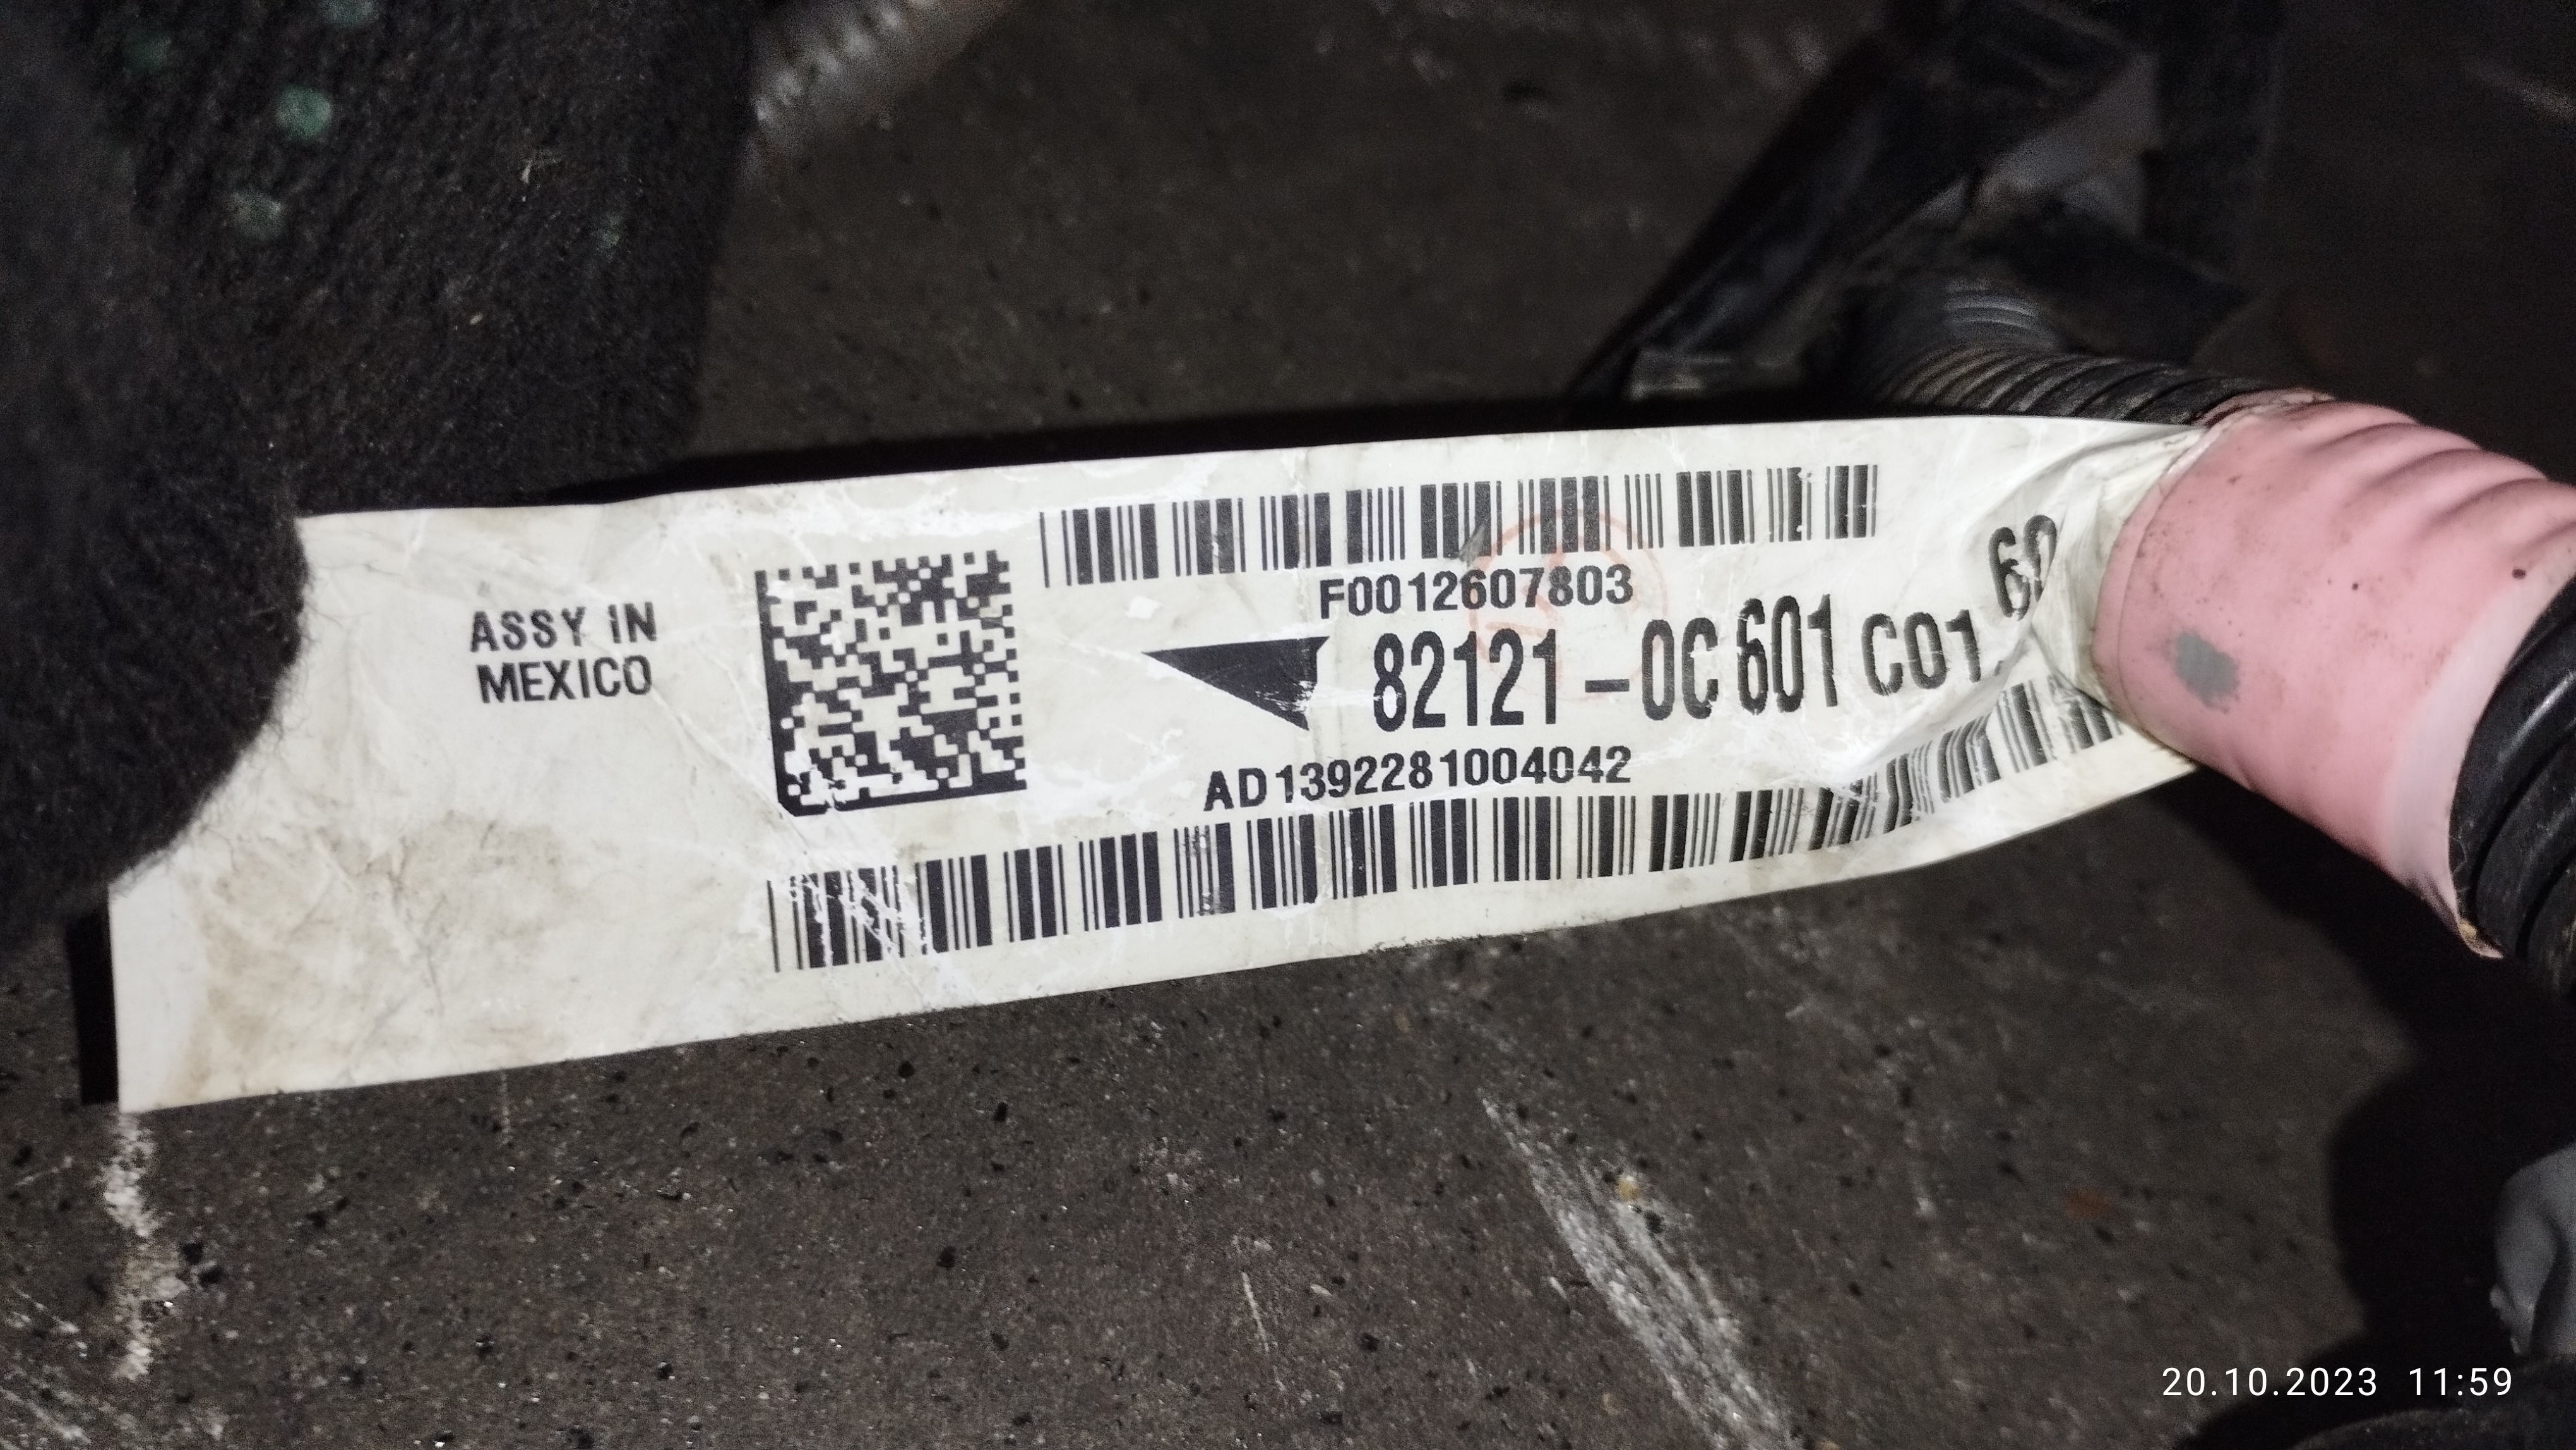 ASSY IN
MEXICO
F0012607803
82121-0C601 C01
AD1392281004042
20.10.2023 11:59